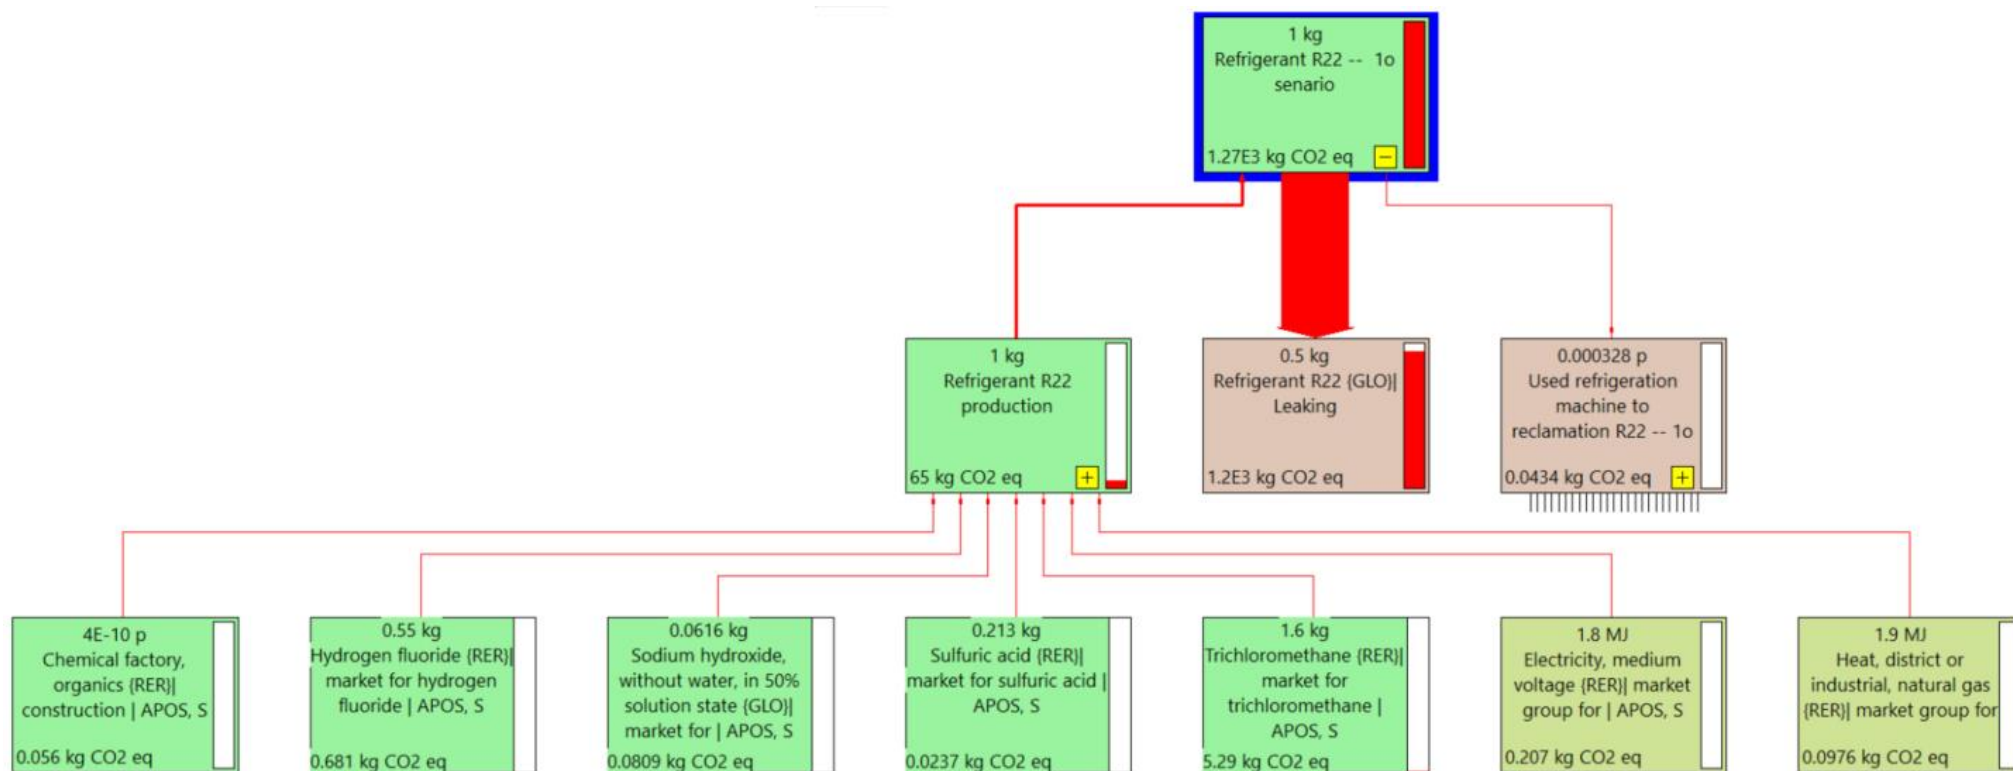 1 kg
Refrigerant R22 -- 1o
senario
1.27E3 kg CO2 eq
−
1 kg
Refrigerant R22
production
65 kg CO2 eq
+
0.5 kg
Refrigerant R22 {GLO}|
Leaking
1.2E3 kg CO2 eq
0.000328 p
Used refrigeration
machine to
reclamation R22 -- 1o
0.0434 kg CO2 eq
+
4E-10 p
Chemical factory,
organics {RER}|
construction | APOS, S
0.056 kg CO2 eq
0.55 kg
Hydrogen fluoride {RER}|
market for hydrogen
fluoride | APOS, S
0.681 kg CO2 eq
0.0616 kg
Sodium hydroxide,
without water, in 50%
solution state {GLO}|
market for | APOS, S
0.0809 kg CO2 eq
0.213 kg
Sulfuric acid {RER}|
market for sulfuric acid |
APOS, S
0.0237 kg CO2 eq
1.6 kg
Trichloromethane {RER}|
market for
trichloromethane |
APOS, S
5.29 kg CO2 eq
1.8 MJ
Electricity, medium
voltage {RER}| market
group for | APOS, S
0.207 kg CO2 eq
1.9 MJ
Heat, district or
industrial, natural gas
{RER}| market group for
0.0976 kg CO2 eq